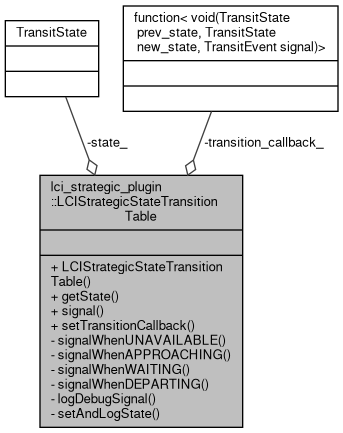 TransitState
function< void(TransitState
prev_state, TransitState
new_state, TransitEvent signal)>
-state_
-transition_callback_
lci_strategic_plugin
::LCIStrategicStateTransition
Table
+ LCIStrategicStateTransition
Table()
+ getState()
+ signal()
+ setTransitionCallback()
- signalWhenUNAVAILABLE()
- signalWhenAPPROACHING()
- signalWhenWAITING()
- signalWhenDEPARTING()
- logDebugSignal()
- setAndLogState()